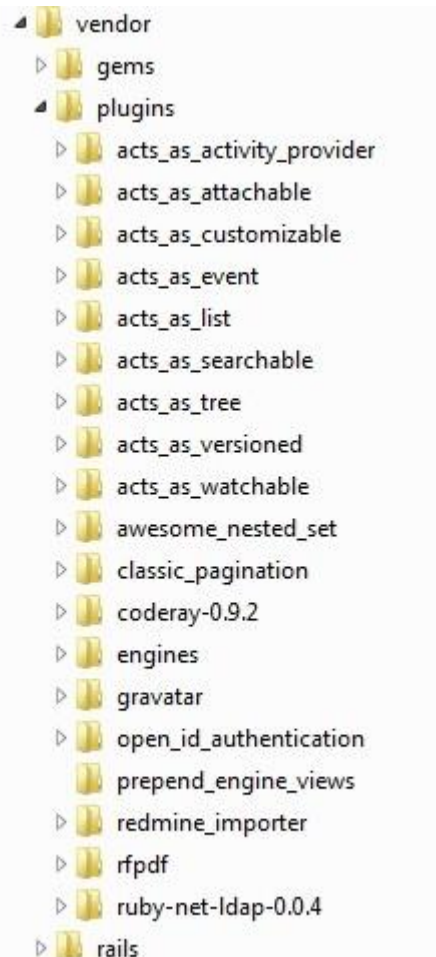 vendor
gems
plugins
acts_as_activity_provider
acts_as_attachable
acts_as_customizable
acts_as_event
acts_as_list
acts_as_searchable
acts_as_tree
acts_as_versioned
acts_as_watchable
awesome_nested_set
classic_pagination
coderay-0.9.2
engines
gravatar
open_id_authentication
prepend_engine_views
redmine_importer
rfpdf
ruby-net-ldap-0.0.4
rails